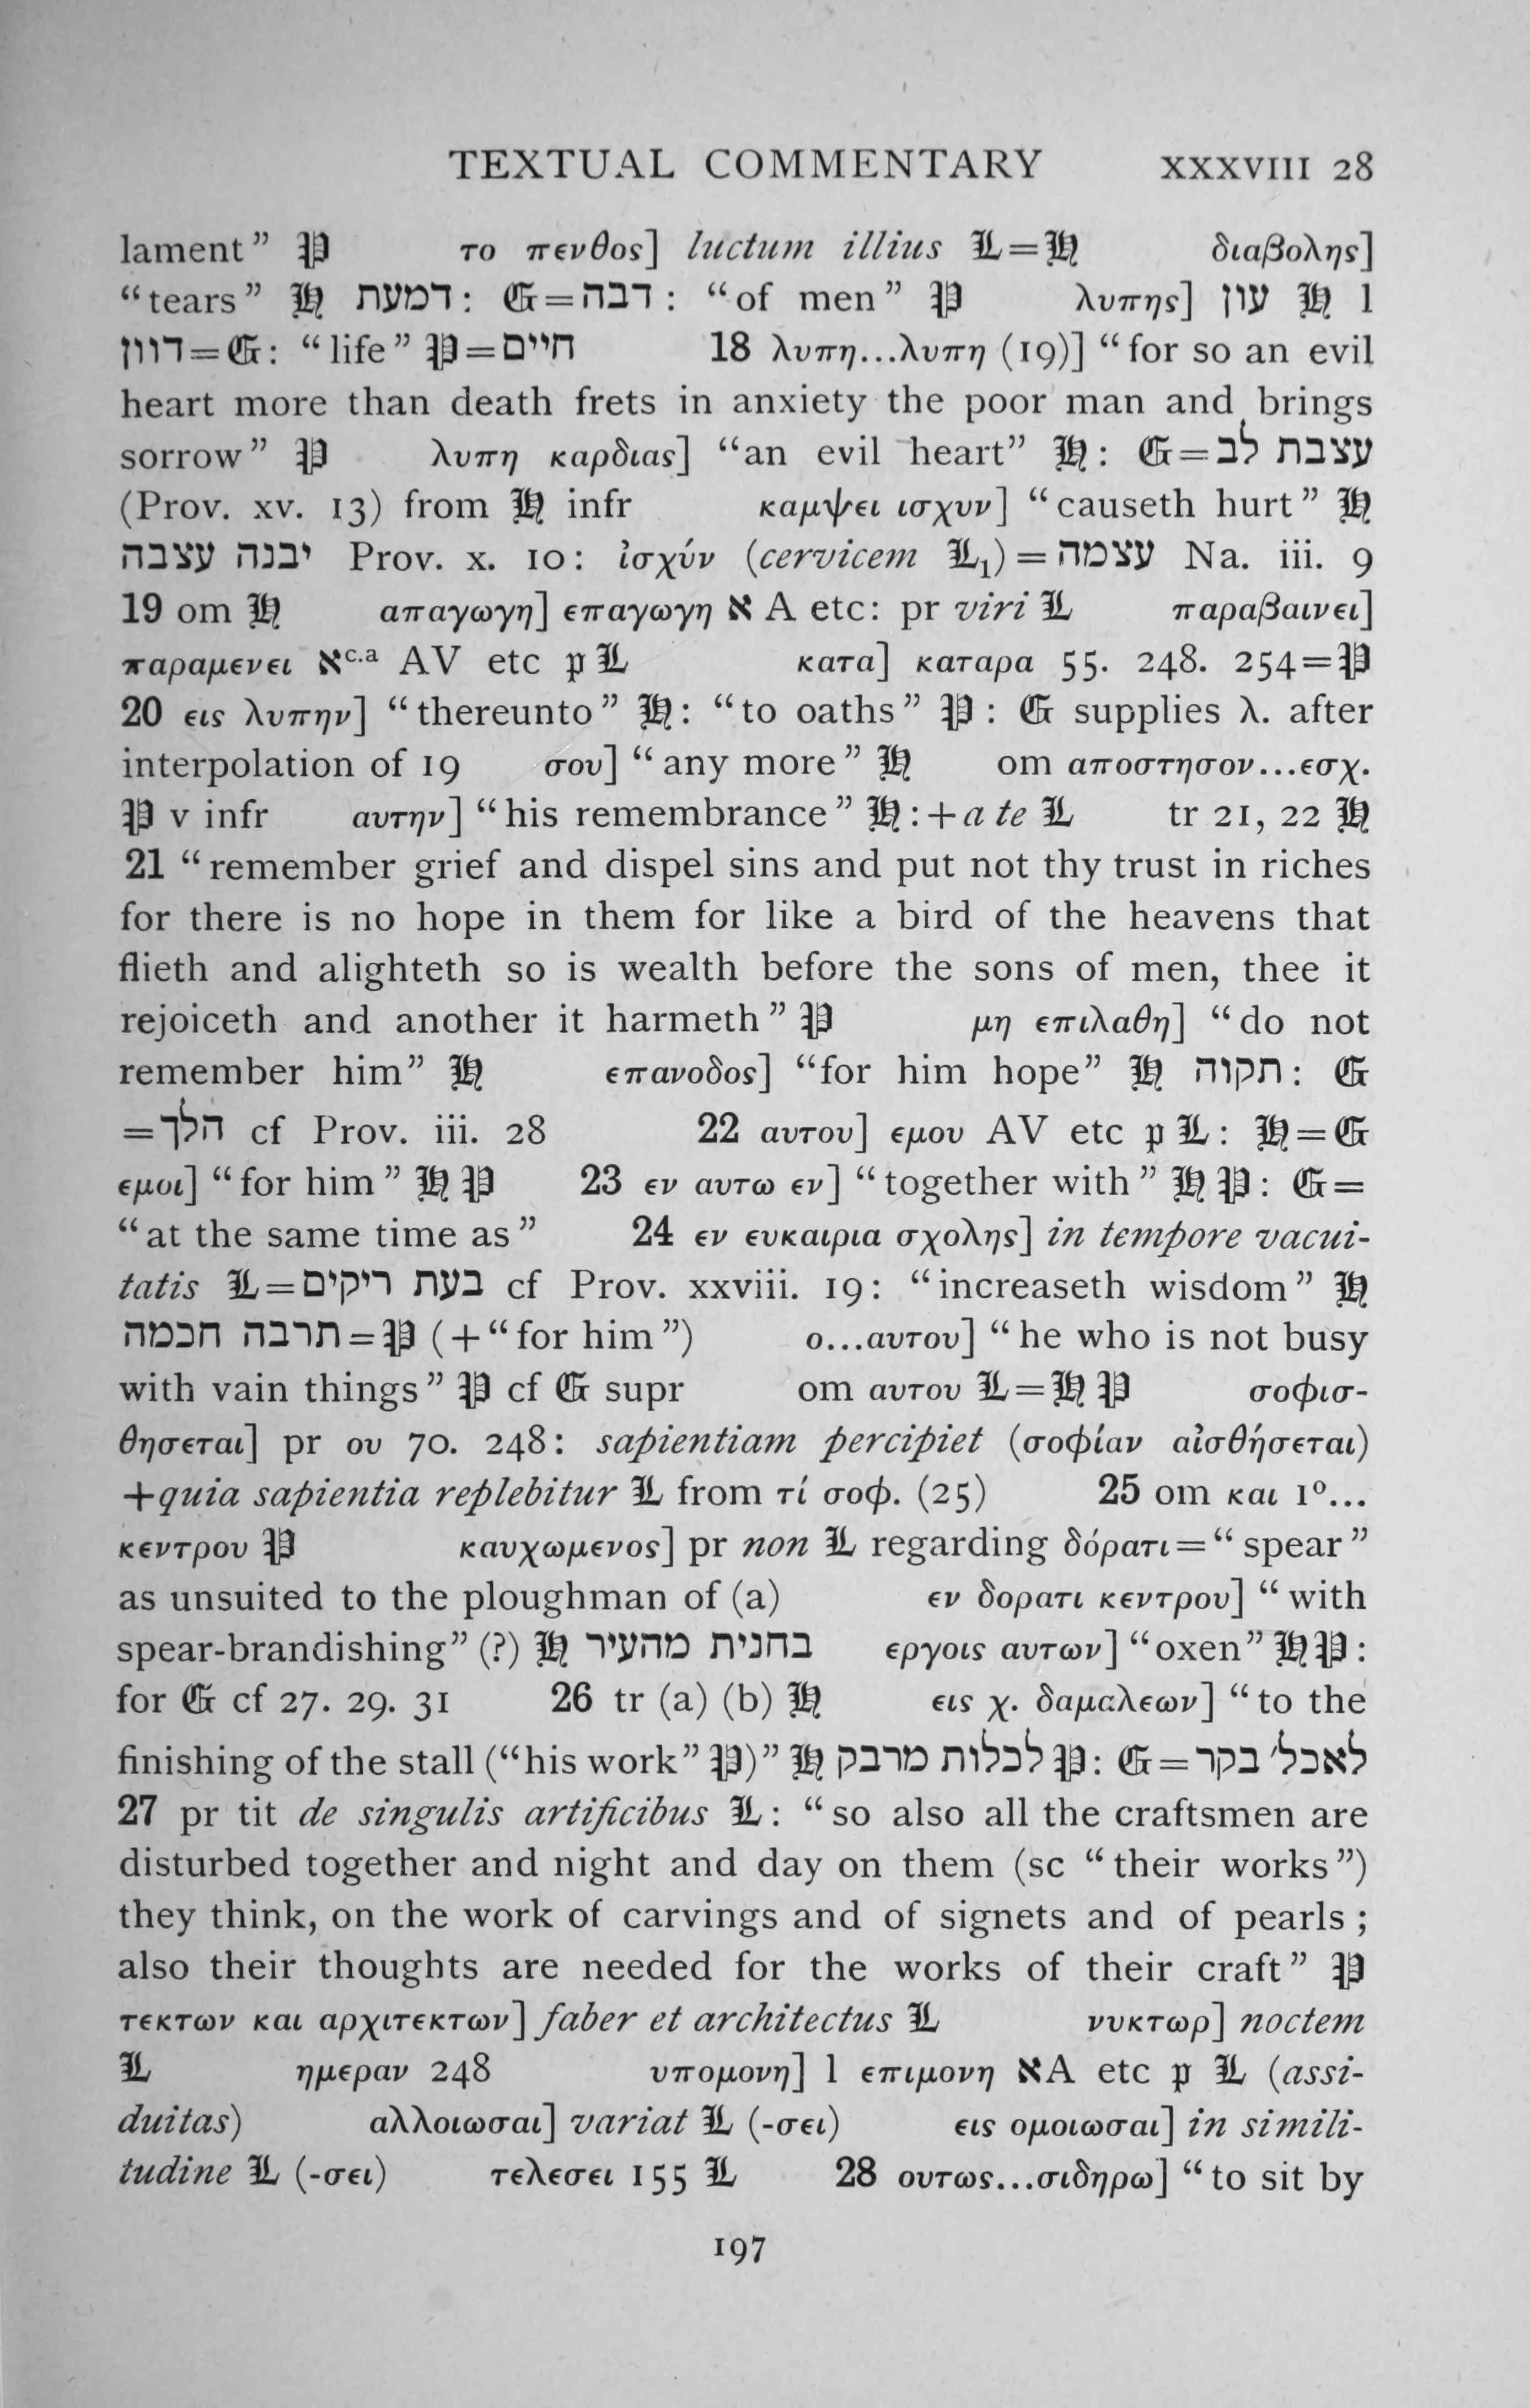 TEXTUAL COMMENTARY XXXVIII 28
lament” 𝔓 το πενθος] luctum illius 𝕃=ℌ διαβολης]
“tears” ℌ דמעת : 𝔊=דבה : “of men” 𝔓 λυπης] עון ℌ l
דוון=𝔊: “life” 𝔓=חיים 18 λυπη...λυπη (19)] “for so an evil
heart more than death frets in anxiety the poor man and brings
sorrow” 𝔓 λυπη καρδιας] “an evil heart” ℌ: 𝔊=עצבת לב
(Prov. xv. 13) from ℌ infr καμψει ισχυν] “causeth hurt” ℌ
יבנה עצבה Prov. x. 10: ἰσχύν (cervicem 𝕃₁)=עצמה Na. iii. 9
19 om ℌ απαγωγη] επαγωγη א A etc: pr viri 𝕃 παραβαινει]
παραμενει אc.a AV etc p 𝕃 κατα] καταρα 55. 248. 254=𝔓
20 εις λυπην] “thereunto” ℌ: “to oaths” 𝔓: 𝔊 supplies λ. after
interpolation of 19 σου] “any more” ℌ om αποστησον...εσχ.
𝔓 v infr αυτην] “his remembrance” ℌ:+a te 𝕃 tr 21, 22 ℌ
21 “remember grief and dispel sins and put not thy trust in riches
for there is no hope in them for like a bird of the heavens that
flieth and alighteth so is wealth before the sons of men, thee it
rejoiceth and another it harmeth” 𝔓 μη επιλαθη] “do not
remember him” ℌ επανοδος] “for him hope” ℌ תקוה: 𝔊
=הלך cf Prov. iii. 28 22 αυτου] εμου AV etc p 𝕃: ℌ=𝔊
εμοι] “for him” ℌ 𝔓 23 εν αυτω εν] “together with” ℌ 𝔓: 𝔊=
“at the same time as” 24 εν ευκαιρια σχολης] in tempore vacui-
tatis 𝕃=בעת ריקים cf Prov. xxviii. 19: “increaseth wisdom” ℌ
תרבה חכמה=𝔓 (+“for him”) ο...αυτου] “he who is not busy
with vain things” 𝔓 cf 𝔊 supr om αυτου 𝕃=ℌ 𝔓 σοφισ-
θησεται] pr ου 70. 248: sapientiam percipiet (σοφίαν αἰσθήσεται)
+quia sapientia replebitur 𝕃 from τί σοφ. (25) 25 om και 1º...
κεντρου 𝔓 καυχωμενος] pr non 𝕃 regarding δόρατι=“spear”
as unsuited to the ploughman of (a) εν δορατι κεντρου] “with
spear-brandishing” (?) ℌ בחנית מהעיר εργοις αυτων] “oxen” ℌ𝔓:
for 𝔊 cf 27. 29. 31 26 tr (a) (b) ℌ εις χ. δαμαλεων] “to the
finishing of the stall (“his work” 𝔓)” ℌ לכלות מרבק 𝔓: 𝔊=לאכל׳ בקר
27 pr tit de singulis artificibus 𝕃: “so also all the craftsmen are
disturbed together and night and day on them (sc “their works”)
they think, on the work of carvings and of signets and of pearls;
also their thoughts are needed for the works of their craft” 𝔓
τεκτων και αρχιτεκτων] faber et architectus 𝕃 νυκτωρ] noctem
𝕃 ημεραν 248 υπομονη] l επιμονη אA etc p 𝕃 (assi-
duitas) αλλοιωσαι] variat 𝕃 (-σει) εις ομοιωσαι] in simili-
tudine 𝕃 (-σει) τελεσει 155 𝕃 28 ουτως...σιδηρω] “to sit by
197